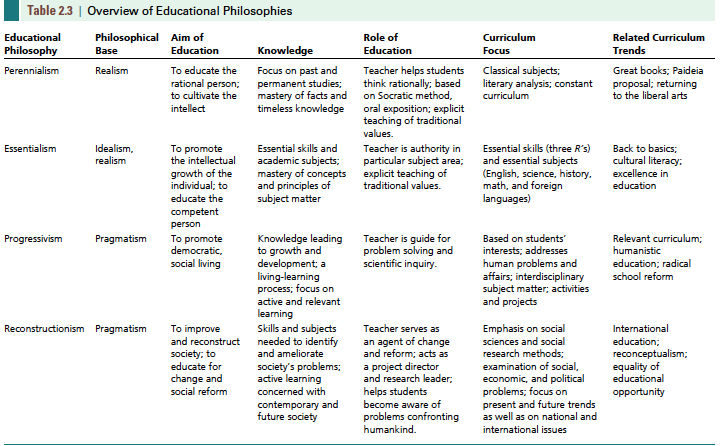 Table 2.3 | Overview of Educational Philosophies
Educational Philosophical Aim of Role of Curriculum Related Curriculum
Philosophy Base Education Knowledge Education Focus Trends
Perennialism Realism To educate the Focus on past and Teacher helps students Classical subjects; Great books; Paideia
rational person; permanent studies; think rationally; based literary analysis; constant proposal; returning
to cultivate the mastery of facts and on Socratic method, curriculum to the liberal arts
intellect timeless knowledge oral exposition; explicit
teaching of traditional
values.
Essentialism Idealism, To promote Essential skills and Teacher is authority in Essential skills (three R's) Back to basics;
realism the intellectual academic subjects; particular subject area; and essential subjects cultural literacy;
growth of the mastery of concepts explicit teaching of (English, science, history, excellence in
individual; to and principles of traditional values. math, and foreign education
educate the subject matter languages)
competent
person
Progressivism Pragmatism To promote Knowledge leading Teacher is guide for Based on students' Relevant curriculum;
democratic, to growth and problem solving and interests; addresses humanistic
social living development; a scientific inquiry. human problems and education; radical
living-learning affairs; interdisciplinary school reform
process; focus on subject matter; activities
active and relevant and projects
learning
Reconstructionism Pragmatism To improve Skills and subjects Teacher serves as Emphasis on social International
and reconstruct needed to identify an agent of change sciences and social education;
society; to and ameliorate and reform; acts as research methods; reconceptualism;
educate for society's problems; a project director examination of social, equality of
change and active learning and research leader; economic, and political educational
social reform concerned with helps students problems; focus on opportunity
contemporary and become aware of present and future trends
future society problems confronting as well as on national and
humankind. international issues